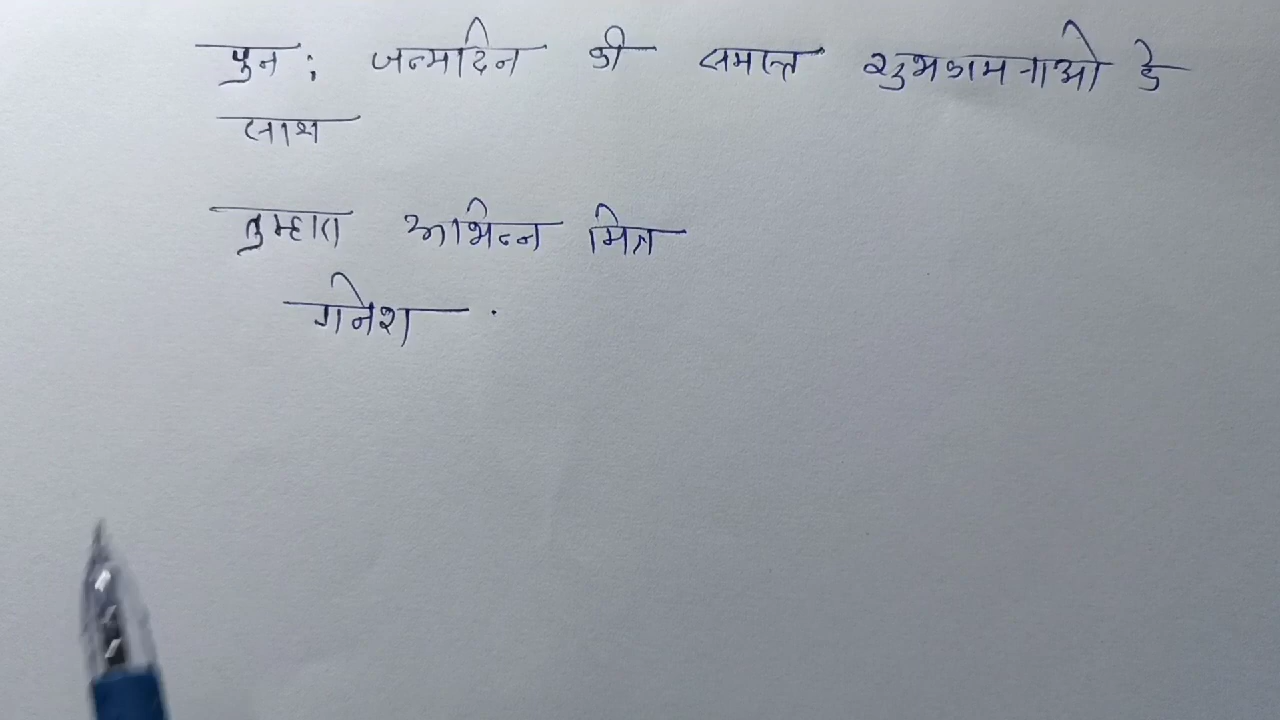 पुन: जन्मदिन की समस्त शुभकामनाओ के
साथ
तुम्हारा अभिन्न मित्र
गनेश .